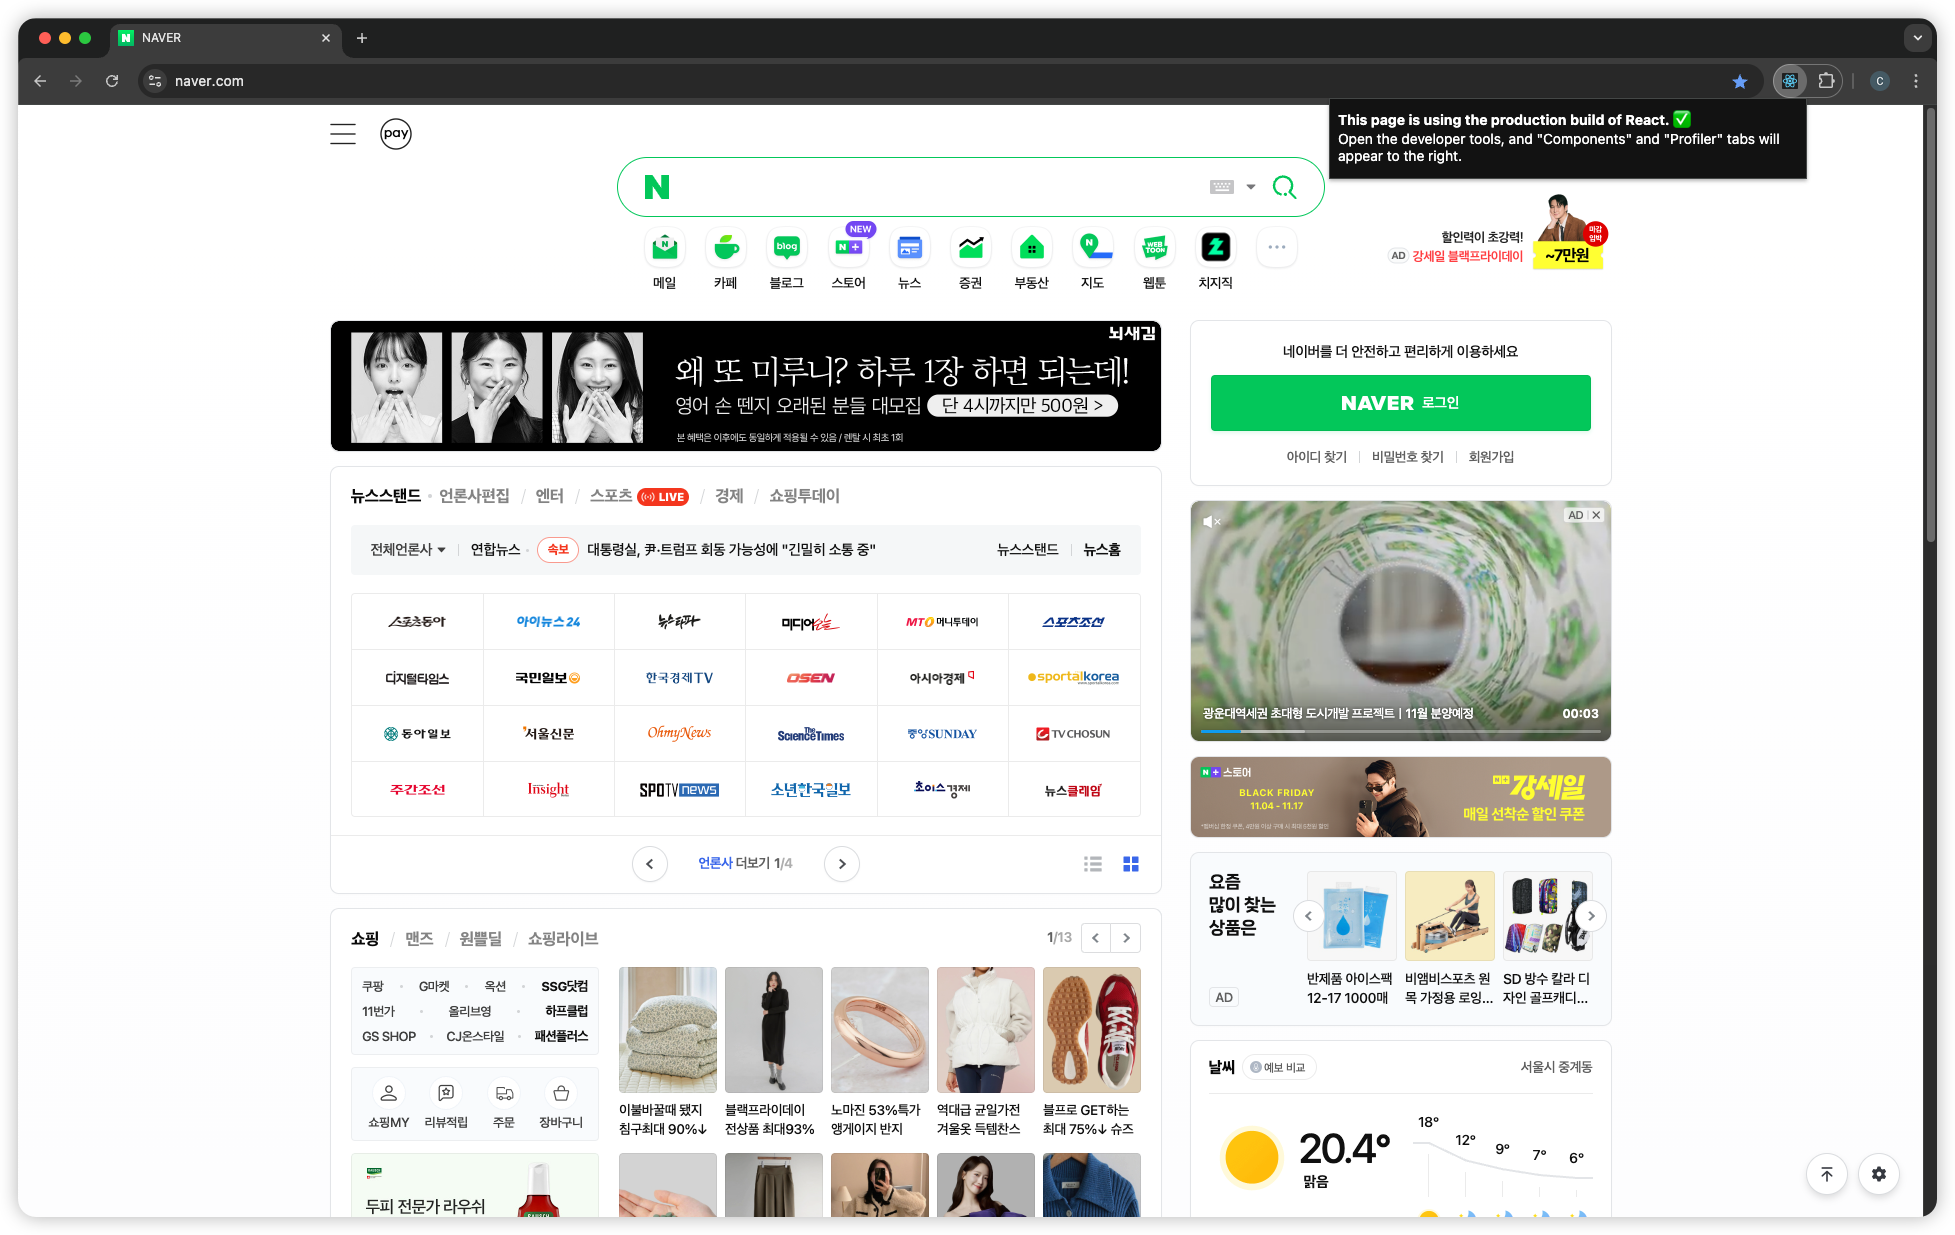 NAVER
naver.com
C
This page is using the production build of React. ✅
Open the developer tools, and "Components" and "Profiler" tabs will
appear to the right.
pay
N
할인력이 초강력!
AD 강세일 블랙프라이데이
마감
임박
~7만원
NEW
blog
N+
WEB
TOON
메일
카페
블로그
스토어
뉴스
증권
부동산
지도
웹툰
치지직
뇌새김
왜 또 미루니? 하루 1장 하면 되는데!
영어 손 뗀지 오래된 분들 대모집 단 4시까지만 500원 >
본 혜택은 이후에도 동일하게 적용될 수 있음 / 렌탈 시 최초 1회
네이버를 더 안전하고 편리하게 이용하세요
NAVER 로그인
아이디 찾기
비밀번호 찾기
회원가입
뉴스스탠드 · 언론사편집 / 엔터 / 스포츠 LIVE / 경제 / 쇼핑투데이
전체언론사
연합뉴스
속보
대통령실, 尹·트럼프 회동 가능성에 "긴밀히 소통 중"
뉴스스탠드
뉴스홈
스포츠동아
아이뉴스24
뉴스타파
미디어오늘
MTO 머니투데이
스포츠조선
디지털타임스
국민일보
한국경제TV
OSEN
아시아경제
sportalkorea
동아일보
서울신문
OhmyNews
The ScienceTimes
중앙SUNDAY
TV CHOSUN
주간조선
Insight
SPOTV news
소년한국일보
초이스경제
뉴스클레임
언론사 더보기 1/4
AD
광운대역세권 초대형 도시개발 프로젝트 | 11월 분양예정
00:03
N+ 스토어
BLACK FRIDAY
11.04 - 11.17
N+ 강세일
매일 선착순 할인 쿠폰
요즘
많이 찾는
상품은
AD
반제품 아이스팩
12-17 1000매
비앰비스포츠 원
목 가정용 로잉...
SD 방수 칼라 디
자인 골프캐디...
쇼핑 / 맨즈 / 원쁠딜 / 쇼핑라이브
1/13
쿠팡 · G마켓 · 옥션 · SSG닷컴
11번가 · 올리브영 · 하프클럽
GS SHOP · CJ온스타일 · 패션플러스
쇼핑MY
리뷰적립
주문
장바구니
이불바꿀때 됐지
침구최대 90%↓
블랙프라이데이
전상품 최대93%
노마진 53%특가
앵게이지 반지
역대급 균일가전
겨울옷 득템찬스
블프로 GET하는
최대 75%↓ 슈즈
두피 전문가 라우쉬
RAUSCH
날씨
예보 비교
서울시 중계동
20.4°
맑음
18°
12°
9°
7°
6°